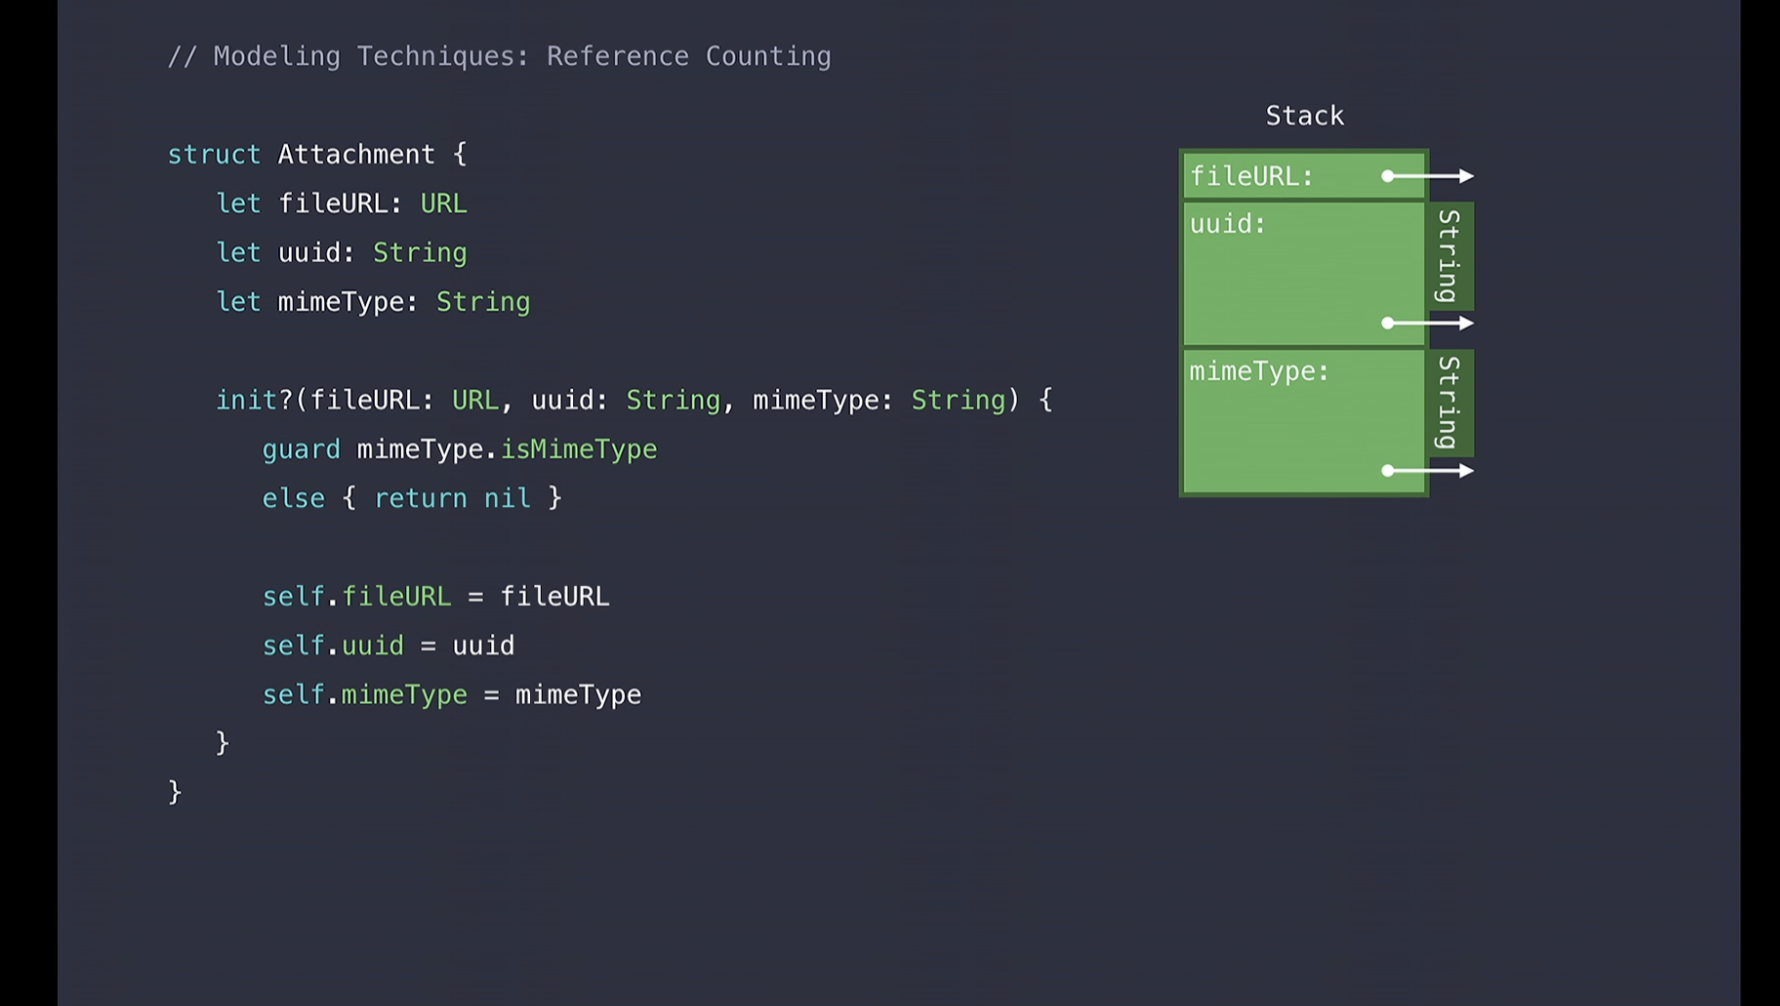 // Modeling Techniques: Reference Counting
struct Attachment {
let fileURL: URL
let uuid: String
let mimeType: String
init?(fileURL: URL, uuid: String, mimeType: String) {
guard mimeType.isMimeType
else { return nil }
self.fileURL = fileURL
self.uuid = uuid
self.mimeType = mimeType
}
}
Stack
fileURL:
uuid:
String
mimeType:
String